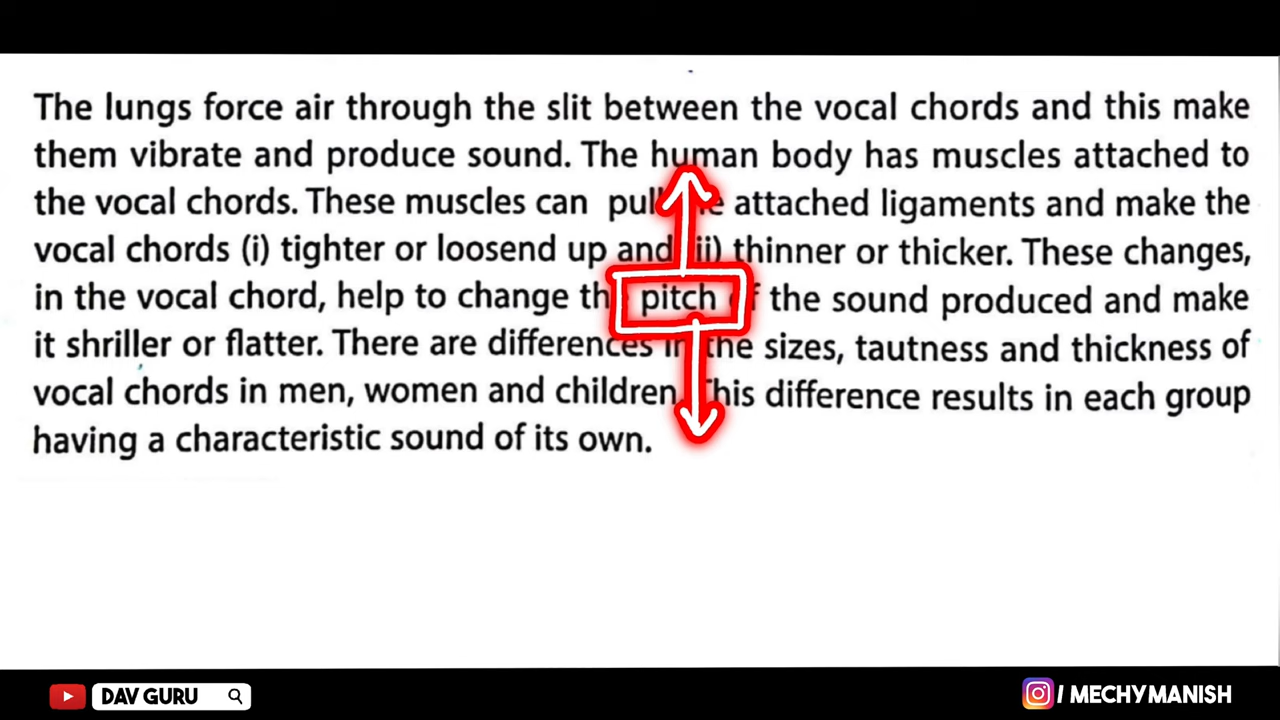 The lungs force air through the slit between the vocal chords and this make
them vibrate and produce sound. The human body has muscles attached to
the vocal chords. These muscles can pull attached ligaments and make the
vocal chords (i) tighter or loosend up and ii) thinner or thicker. These changes,
in the vocal chord, help to change th pitch of the sound produced and make
it shriller or flatter. There are differences in the sizes, tautness and thickness of
vocal chords in men, women and children. This difference results in each group
having a characteristic sound of its own.
DAV GURU
/ MECHYMANISH